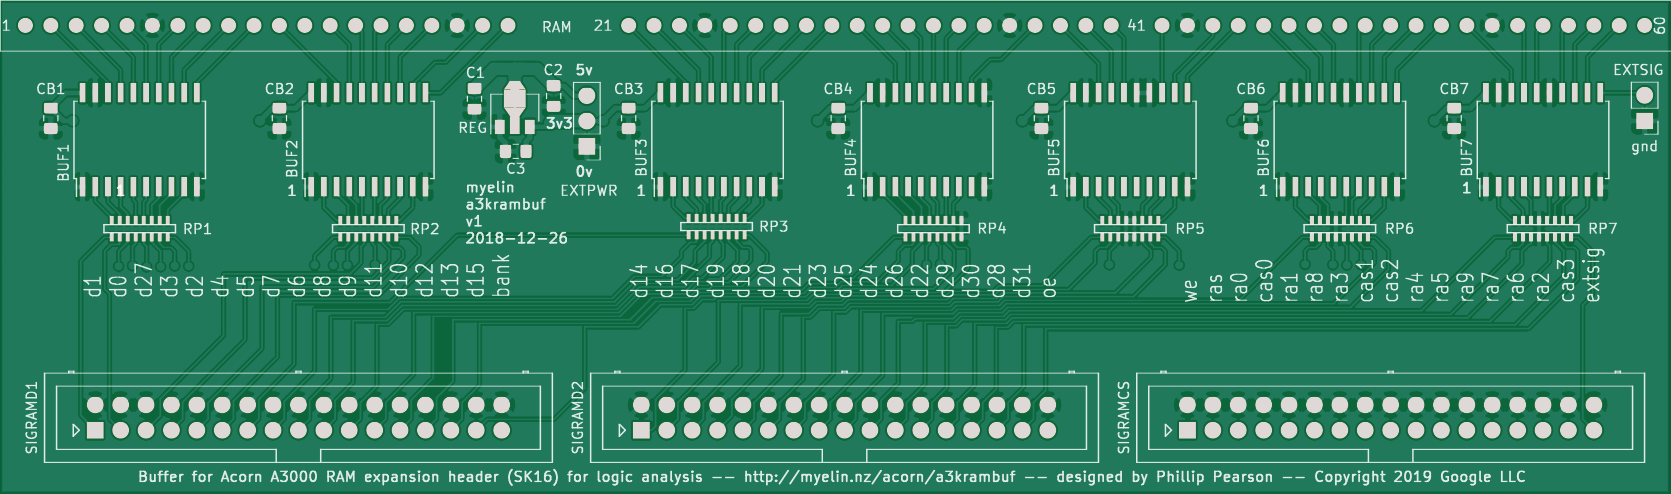 1 RAM 21 41 60
CB1 CB2 C1 C2 5v CB3 CB4 CB5 CB6 CB7 EXTSIG
REG 3v3
BUF1 BUF2 C3 BUF3 BUF4 BUF5 BUF6 BUF7 gnd
0v
1 1 1 1 1 1 1
EXTPWR
myelin
a3krambuf
v1
2018-12-26
RP1 RP2 RP3 RP4 RP5 RP6 RP7
d1 d0 d27 d3 d2 d4 d5 d7 d6 d8 d9 d11 d10 d12 d13 d15 bank
d14 d16 d17 d19 d18 d20 d21 d23 d25 d24 d26 d22 d29 d30 d28 d31 oe
we ras ra0 cas0 ra1 ra8 ra3 cas1 cas2 ra4 ra5 ra9 ra7 ra6 ra2 cas3 extsig
SIGRAMD1 SIGRAMD2 SIGRAMCS
Buffer for Acorn A3000 RAM expansion header (SK16) for logic analysis -- http://myelin.nz/acorn/a3krambuf -- designed by Phillip Pearson -- Copyright 2019 Google LLC